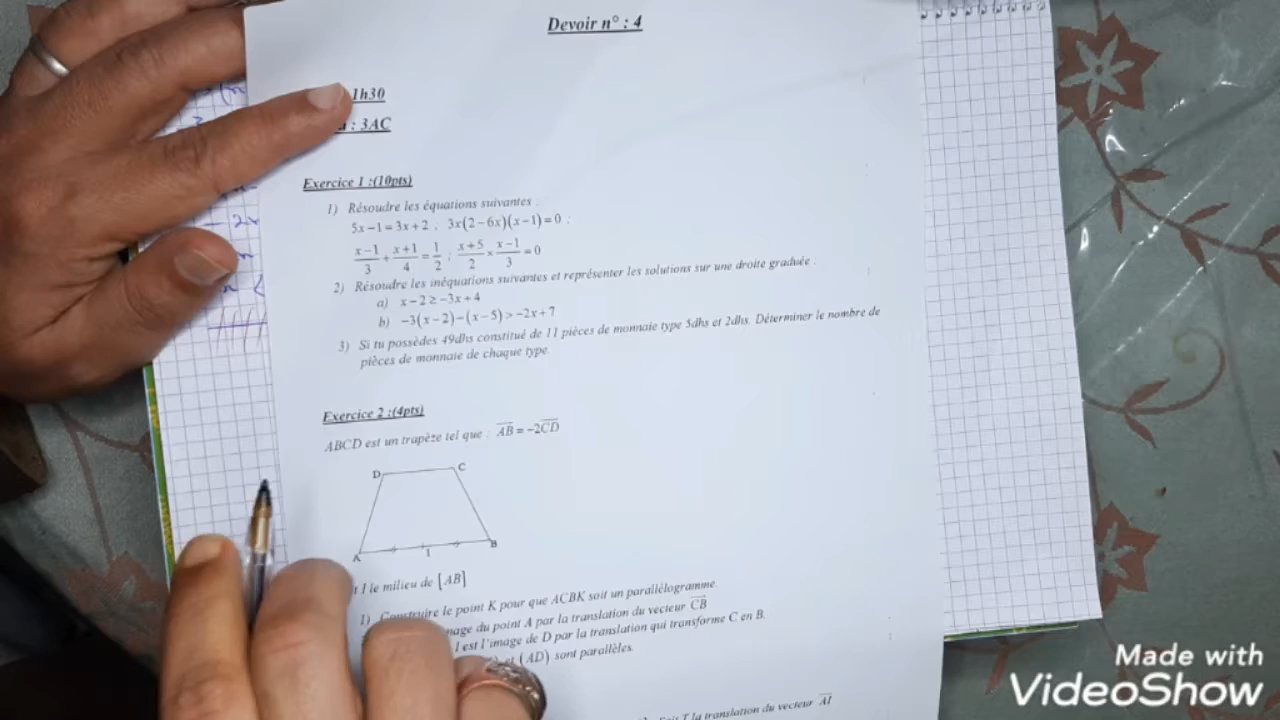 Devoir n° : 4
1h30
: 3AC
Exercice 1 :(10pts)
1) Résoudre les équations suivantes :
5x−1=3x+2 ; 3x(2−6x)(x−1)=0 ;
(x−1)/3 + (x+1)/4 = 1/2 ; (x+5)/2 × (x−1)/3 = 0
2) Résoudre les inéquations suivantes et représenter les solutions sur une droite graduée :
a) x−2≥−3x+4
b) −3(x−2)−(x−5)>−2x+7
3) Si tu possèdes 49dhs constitué de 11 pièces de monnaie type 5dhs et 2dhs. Déterminer le nombre de
pièces de monnaie de chaque type.
Exercice 2 :(4pts)
ABCD est un trapèze tel que : AB⃗ = −2CD⃗
D C
A I B
I le milieu de [AB]
1) Construire le point K pour que ACBK soit un parallélogramme.
du point A par la translation du vecteur CB⃗
I est l'image de D par la translation qui transforme C en B.
(AD) sont parallèles.
T la translation du vecteur AI⃗
Made with
VideoShow